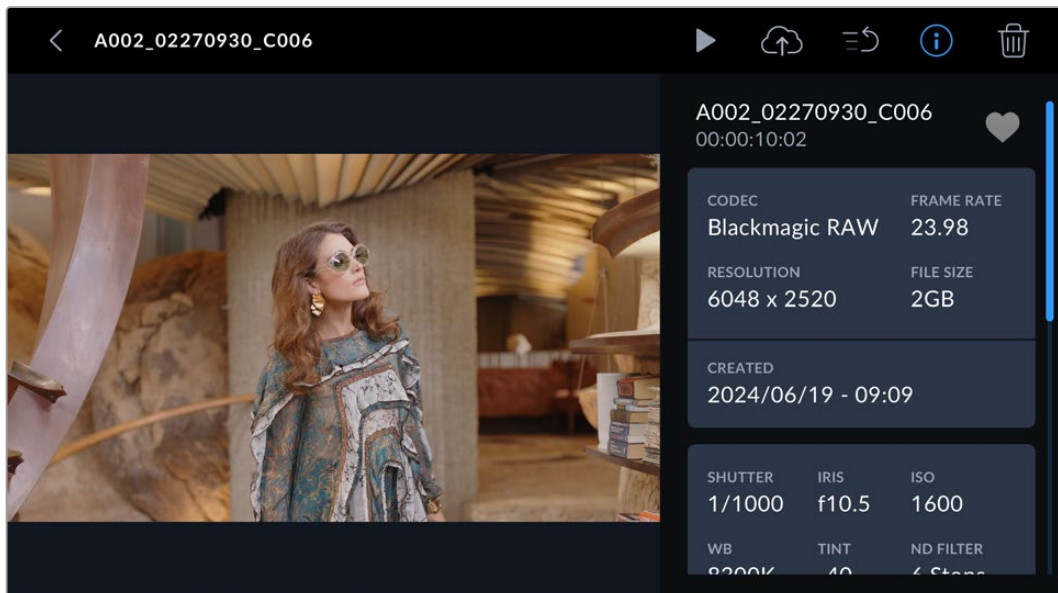 A002_02270930_C006
A002_02270930_C006
00:00:10:02
CODEC FRAME RATE
Blackmagic RAW 23.98
RESOLUTION FILE SIZE
6048 x 2520 2GB
CREATED
2024/06/19 - 09:09
SHUTTER IRIS ISO
1/1000 f10.5 1600
WB TINT ND FILTER